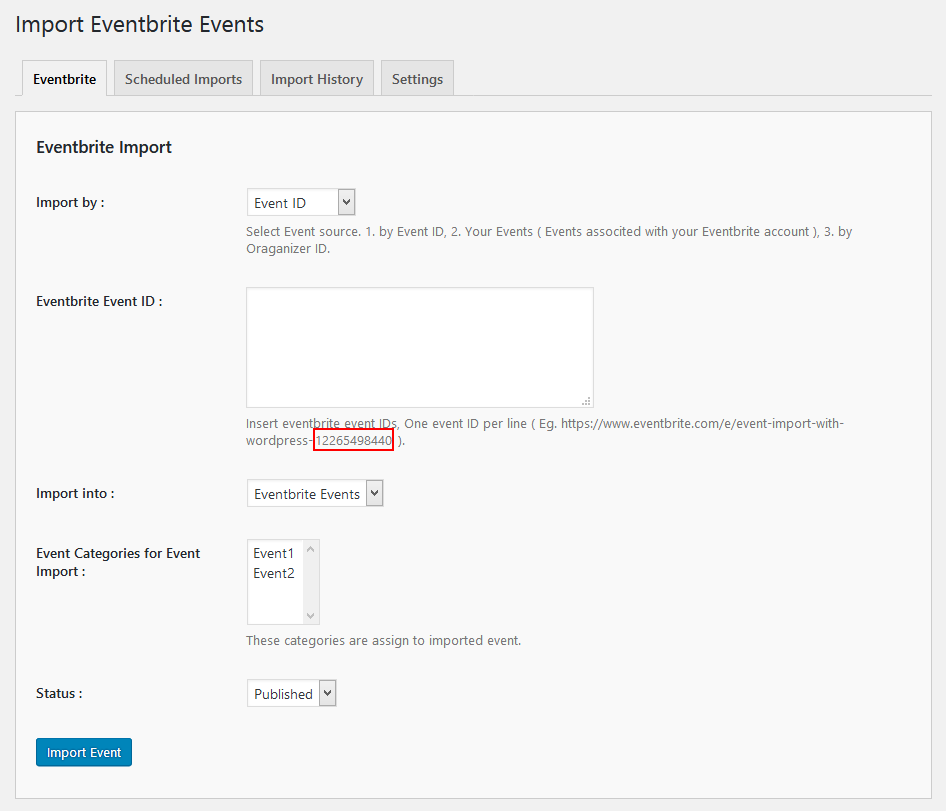 Import Eventbrite Events
Eventbrite
Scheduled Imports
Import History
Settings
Eventbrite Import
Import by :
Event ID
Select Event source. 1. by Event ID, 2. Your Events ( Events associted with your Eventbrite account ), 3. by
Oraganizer ID.
Eventbrite Event ID :
Insert eventbrite event IDs, One event ID per line ( Eg. https://www.eventbrite.com/e/event-import-with-
wordpress-12265498440 ).
Import into :
Eventbrite Events
Event Categories for Event
Import :
Event1
Event2
These categories are assign to imported event.
Status :
Published
Import Event